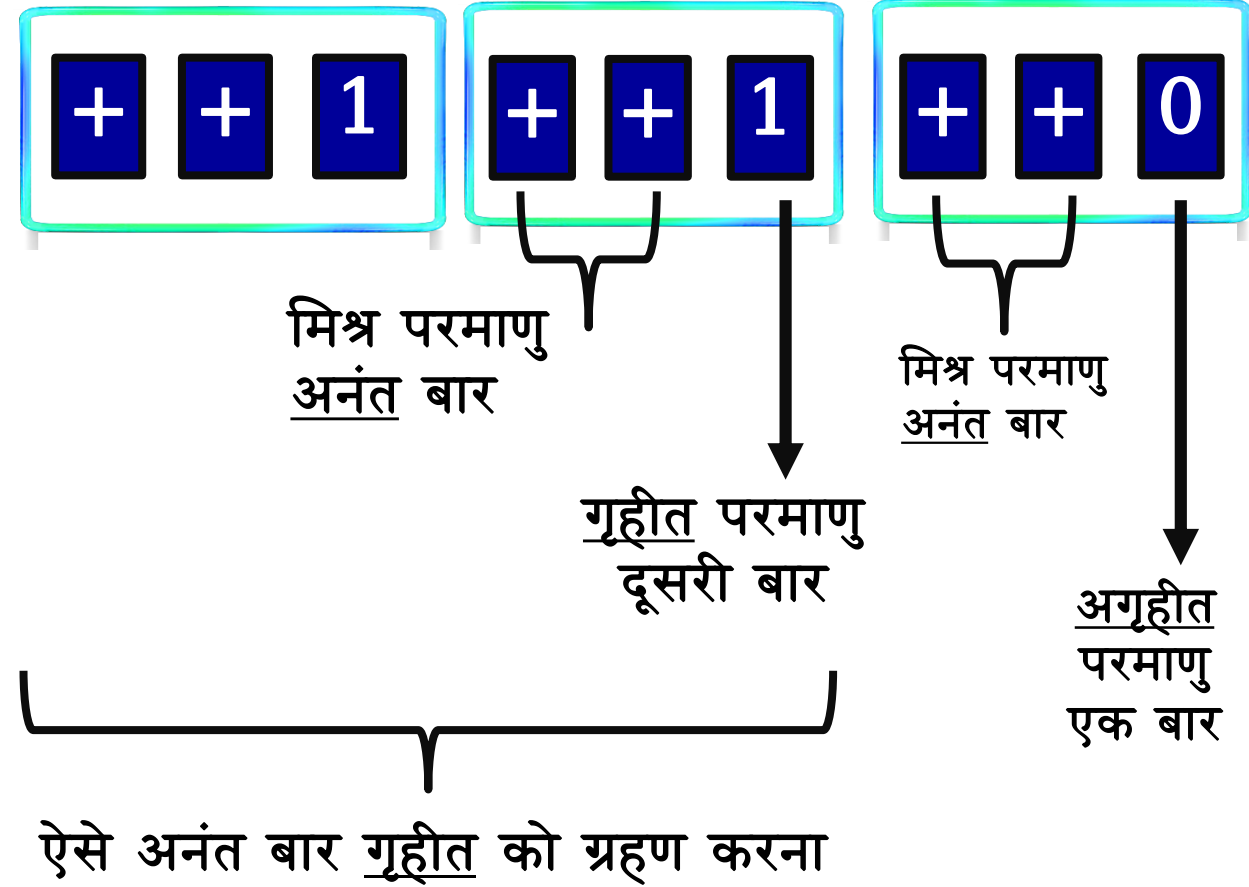 + + 1 + + 1 + + 0
मिश्र परमाणु
अनंत बार
मिश्र परमाणु
अनंत बार
गृहीत परमाणु
दूसरी बार
अगृहीत
परमाणु
एक बार
ऐसे अनंत बार गृहीत को ग्रहण करना